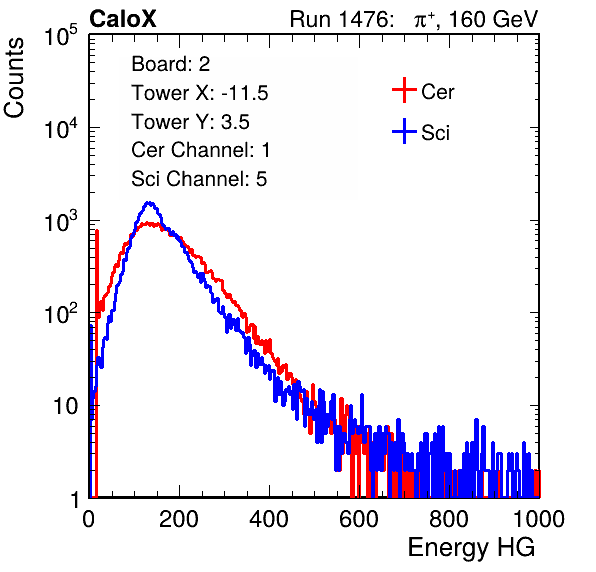 CaloX Run 1476: π⁺, 160 GeV
Counts
Board: 2
Tower X: -11.5
Tower Y: 3.5
Cer Channel: 1
Sci Channel: 5
Cer
Sci
10⁵
10⁴
10³
10²
10
1
0 200 400 600 800 1000
Energy HG